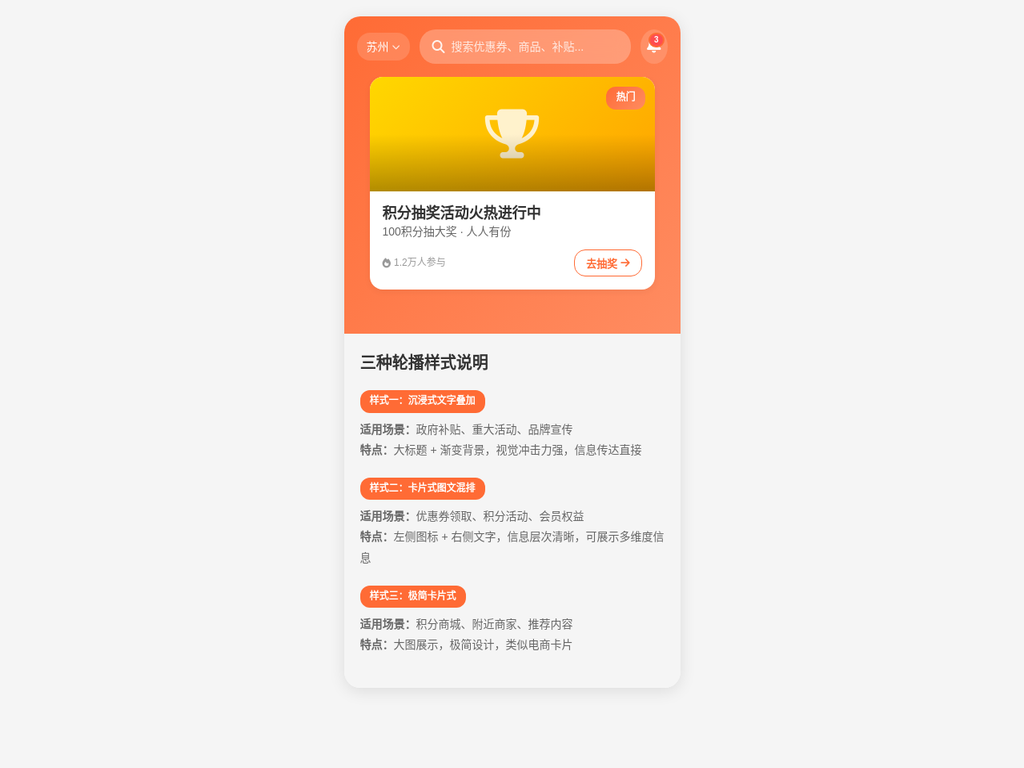 苏州
搜索优惠券、商品、补贴...
3
热门
积分抽奖活动火热进行中
100积分抽大奖 · 人人有份
1.2万人参与
去抽奖
三种轮播样式说明
样式一：沉浸式文字叠加
适用场景：政府补贴、重大活动、品牌宣传
特点：大标题 + 渐变背景，视觉冲击力强，信息传达直接
样式二：卡片式图文混排
适用场景：优惠券领取、积分活动、会员权益
特点：左侧图标 + 右侧文字，信息层次清晰，可展示多维度信
息
样式三：极简卡片式
适用场景：积分商城、附近商家、推荐内容
特点：大图展示，极简设计，类似电商卡片